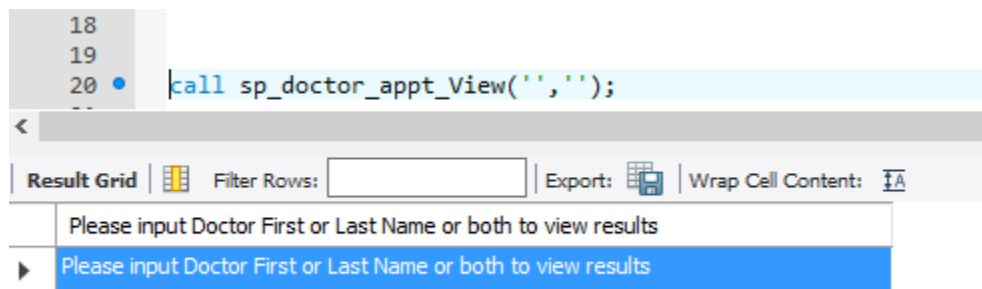 18
19
20 call sp_doctor_appt_View('','');
<
Result Grid Filter Rows: Export: Wrap Cell Content: IA
Please input Doctor First or Last Name or both to view results
Please input Doctor First or Last Name or both to view results